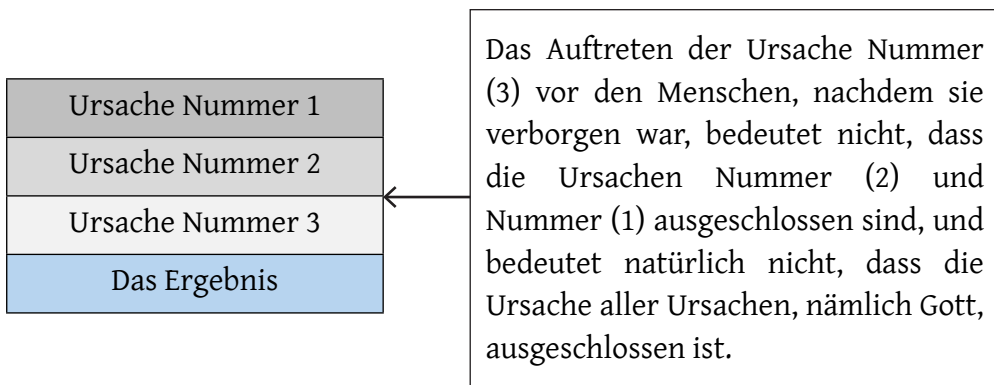 Ursache Nummer 1
Ursache Nummer 2
Ursache Nummer 3
Das Ergebnis
Das Auftreten der Ursache Nummer
(3) vor den Menschen, nachdem sie
verborgen war, bedeutet nicht, dass
die Ursachen Nummer (2) und
Nummer (1) ausgeschlossen sind, und
bedeutet natürlich nicht, dass die
Ursache aller Ursachen, nämlich Gott,
ausgeschlossen ist.